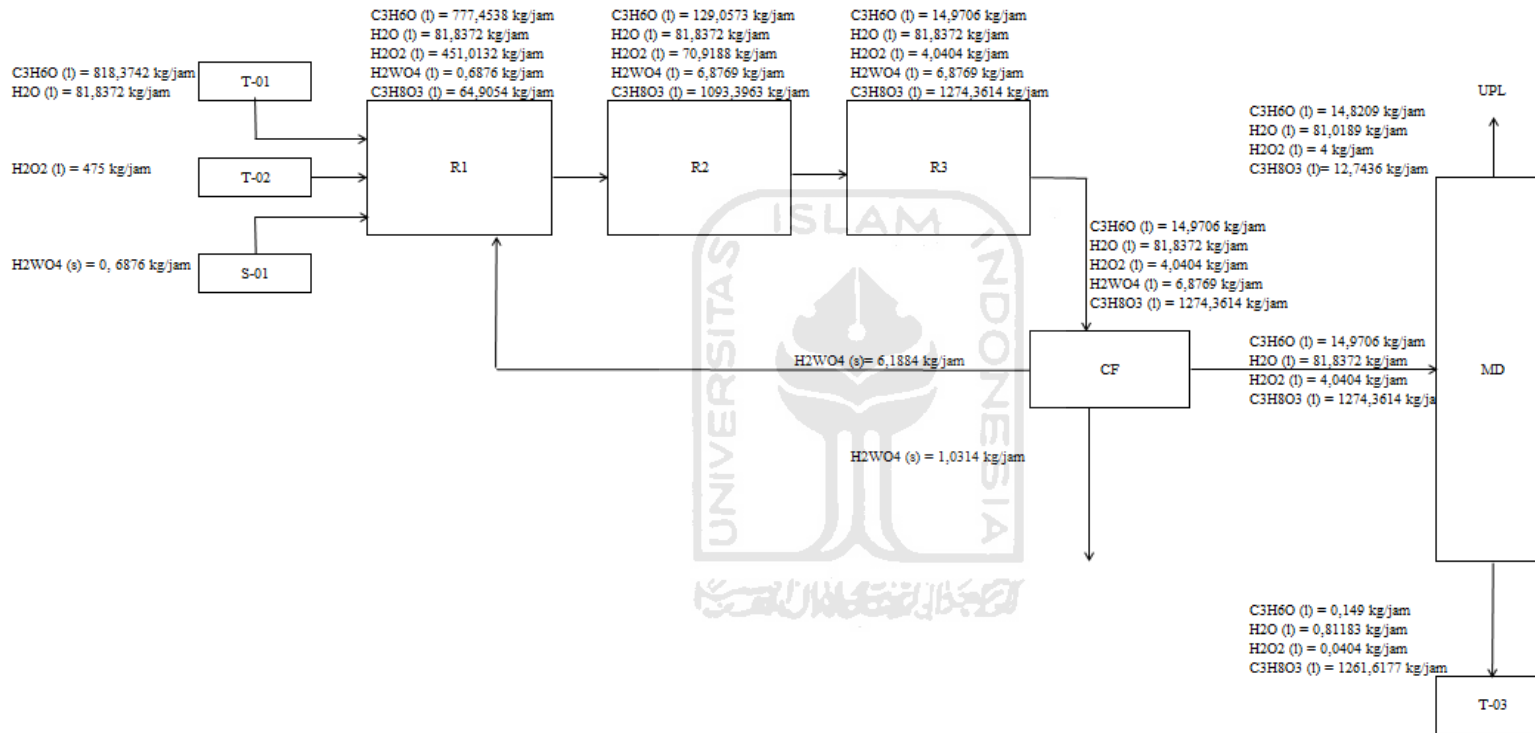 C3H6O (l) = 818,3742 kg/jam
H2O (l) = 81,8372 kg/jam
T-01
H2O2 (l) = 475 kg/jam
T-02
H2WO4 (s) = 0, 6876 kg/jam
S-01
C3H6O (l) = 777,4538 kg/jam
H2O (l) = 81,8372 kg/jam
H2O2 (l) = 451,0132 kg/jam
H2WO4 (l) = 0,6876 kg/jam
C3H8O3 (l) = 64,9054 kg/jam
R1
C3H6O (l) = 129,0573 kg/jam
H2O (l) = 81,8372 kg/jam
H2O2 (l) = 70,9188 kg/jam
H2WO4 (l) = 6,8769 kg/jam
C3H8O3 (l) = 1093,3963 kg/jam
R2
C3H6O (l) = 14,9706 kg/jam
H2O (l) = 81,8372 kg/jam
H2O2 (l) = 4,0404 kg/jam
H2WO4 (l) = 6,8769 kg/jam
C3H8O3 (l) = 1274,3614 kg/jam
R3
C3H6O (l) = 14,9706 kg/jam
H2O (l) = 81,8372 kg/jam
H2O2 (l) = 4,0404 kg/jam
H2WO4 (l) = 6,8769 kg/jam
C3H8O3 (l) = 1274,3614 kg/jam
CF
H2WO4 (s)= 6,1884 kg/jam
H2WO4 (s) = 1,0314 kg/jam
C3H6O (l) = 14,9706 kg/jam
H2O (l) = 81,8372 kg/jam
H2O2 (l) = 4,0404 kg/jam
C3H8O3 (l) = 1274,3614 kg/ja
MD
UPL
C3H6O (l) = 14,8209 kg/jam
H2O (l) = 81,0189 kg/jam
H2O2 (l) = 4 kg/jam
C3H8O3 (l)= 12,7436 kg/jam
C3H6O (l) = 0,149 kg/jam
H2O (l) = 0,81183 kg/jam
H2O2 (l) = 0,0404 kg/jam
C3H8O3 (l) = 1261,6177 kg/jam
T-03
UNIVERSITAS
ISLAM
INDONESIA